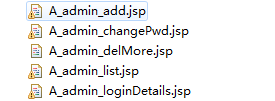 A_admin_add.jsp
A_admin_changePwd.jsp
A_admin_delMore.jsp
A_admin_list.jsp
A_admin_loginDetails.jsp